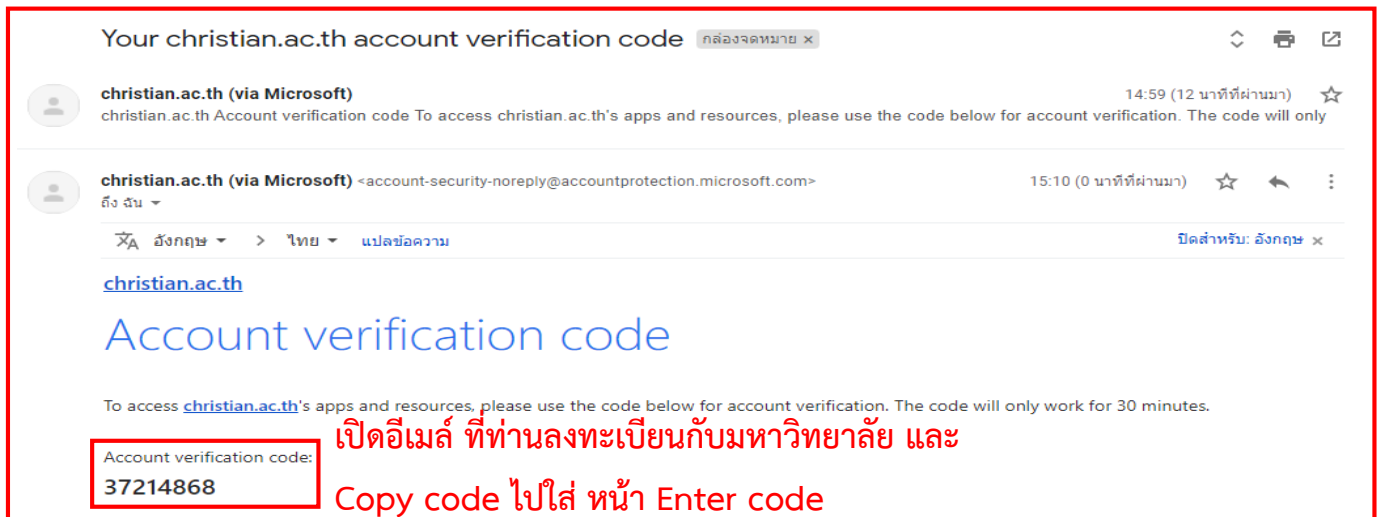 Your christian.ac.th account verification code กล่องจดหมาย ×
christian.ac.th (via Microsoft) 14:59 (12 นาทีที่ผ่านมา)
christian.ac.th Account verification code To access christian.ac.th's apps and resources, please use the code below for account verification. The code will only
christian.ac.th (via Microsoft) <account-security-noreply@accountprotection.microsoft.com> 15:10 (0 นาทีที่ผ่านมา)
ถึง ฉัน
อังกฤษ > ไทย แปลข้อความ ปิดสำหรับ: อังกฤษ ×
christian.ac.th
Account verification code
To access christian.ac.th's apps and resources, please use the code below for account verification. The code will only work for 30 minutes.
เปิดอีเมล์ ที่ท่านลงทะเบียนกับมหาวิทยาลัย และ
Account verification code:
37214868
Copy code ไปใส่ หน้า Enter code